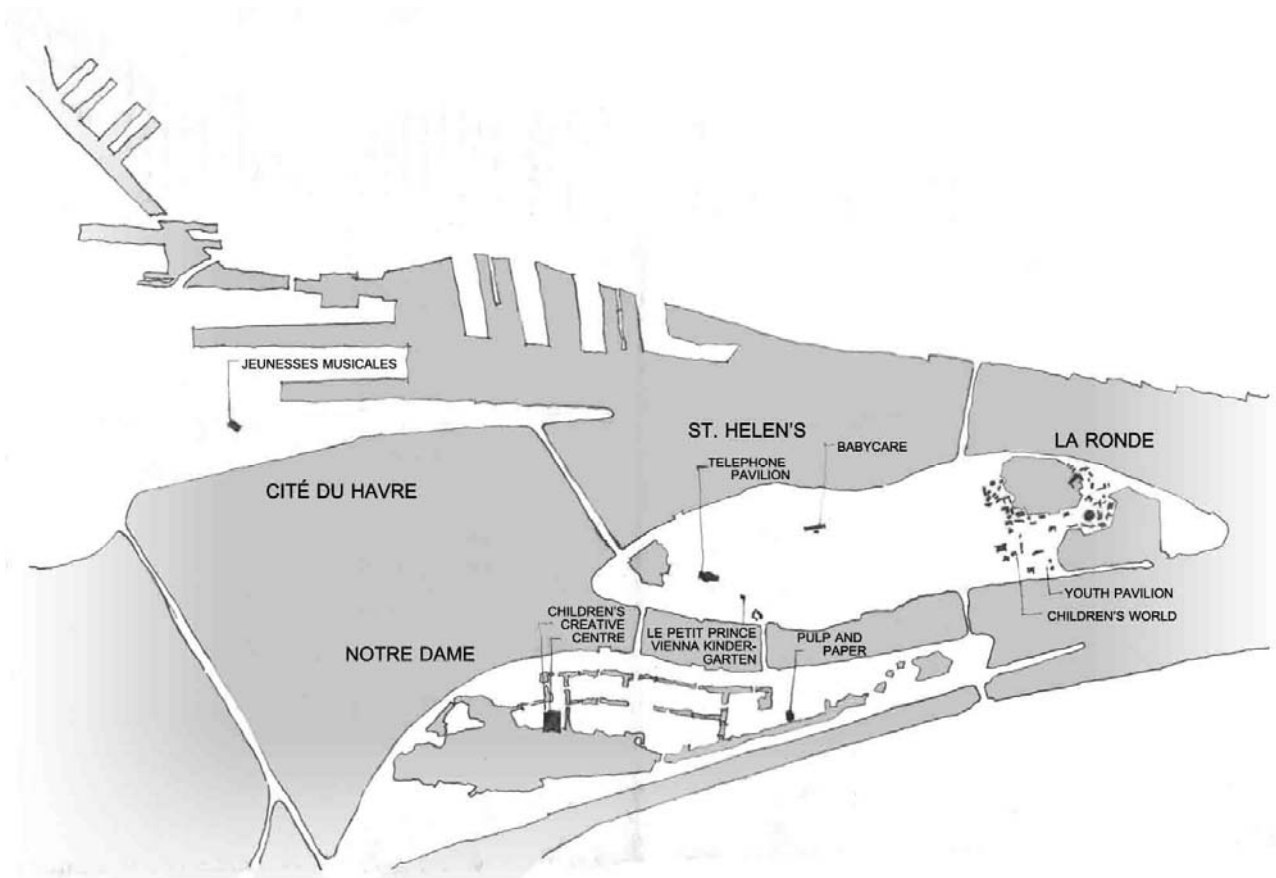 JEUNESSES MUSICALES
ST. HELEN'S
LA RONDE
BABYCARE
TELEPHONE
PAVILION
CITÉ DU HAVRE
YOUTH PAVILION
CHILDREN'S WORLD
CHILDREN'S
CREATIVE
CENTRE
LE PETIT PRINCE
VIENNA KINDER-
GARTEN
PULP AND
PAPER
NOTRE DAME